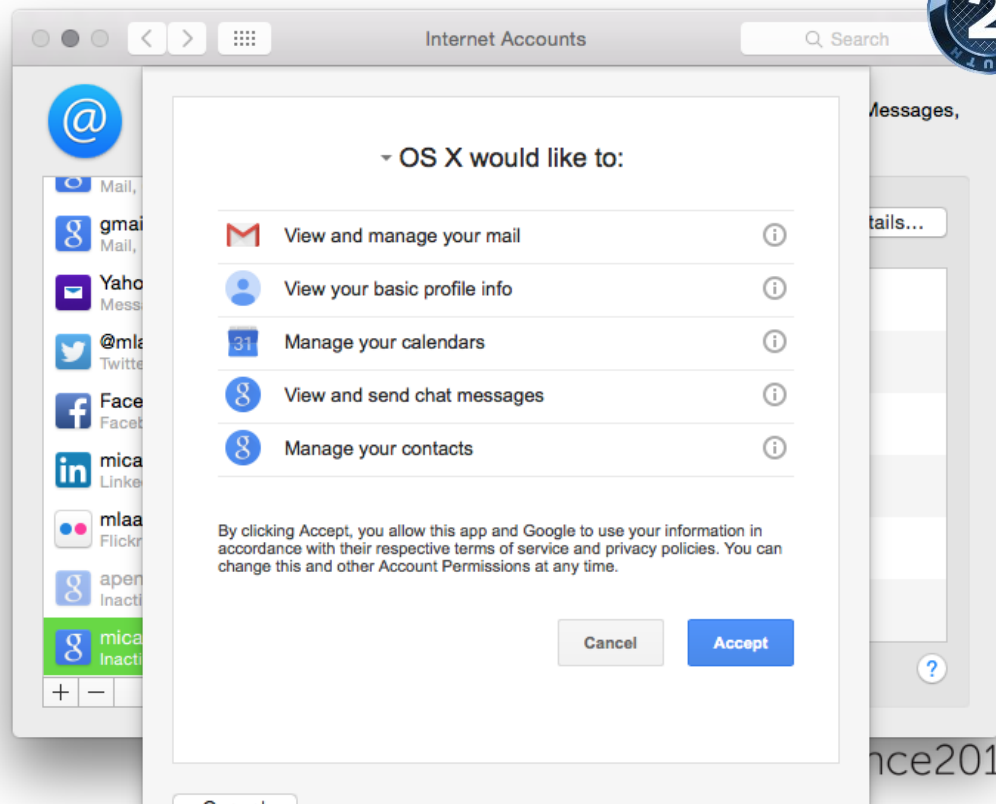 Internet Accounts
Search
Messages,
OS X would like to:
Mail,
gmai
Mail,
tails...
View and manage your mail
Yaho
Mess
View your basic profile info
@mla
Twitte
31
Manage your calendars
Face
Faceb
View and send chat messages
mica
Linke
Manage your contacts
mlaa
Flickr
By clicking Accept, you allow this app and Google to use your information in
accordance with their respective terms of service and privacy policies. You can
change this and other Account Permissions at any time.
apen
Inacti
mica
Inacti
Cancel
Accept
nce201